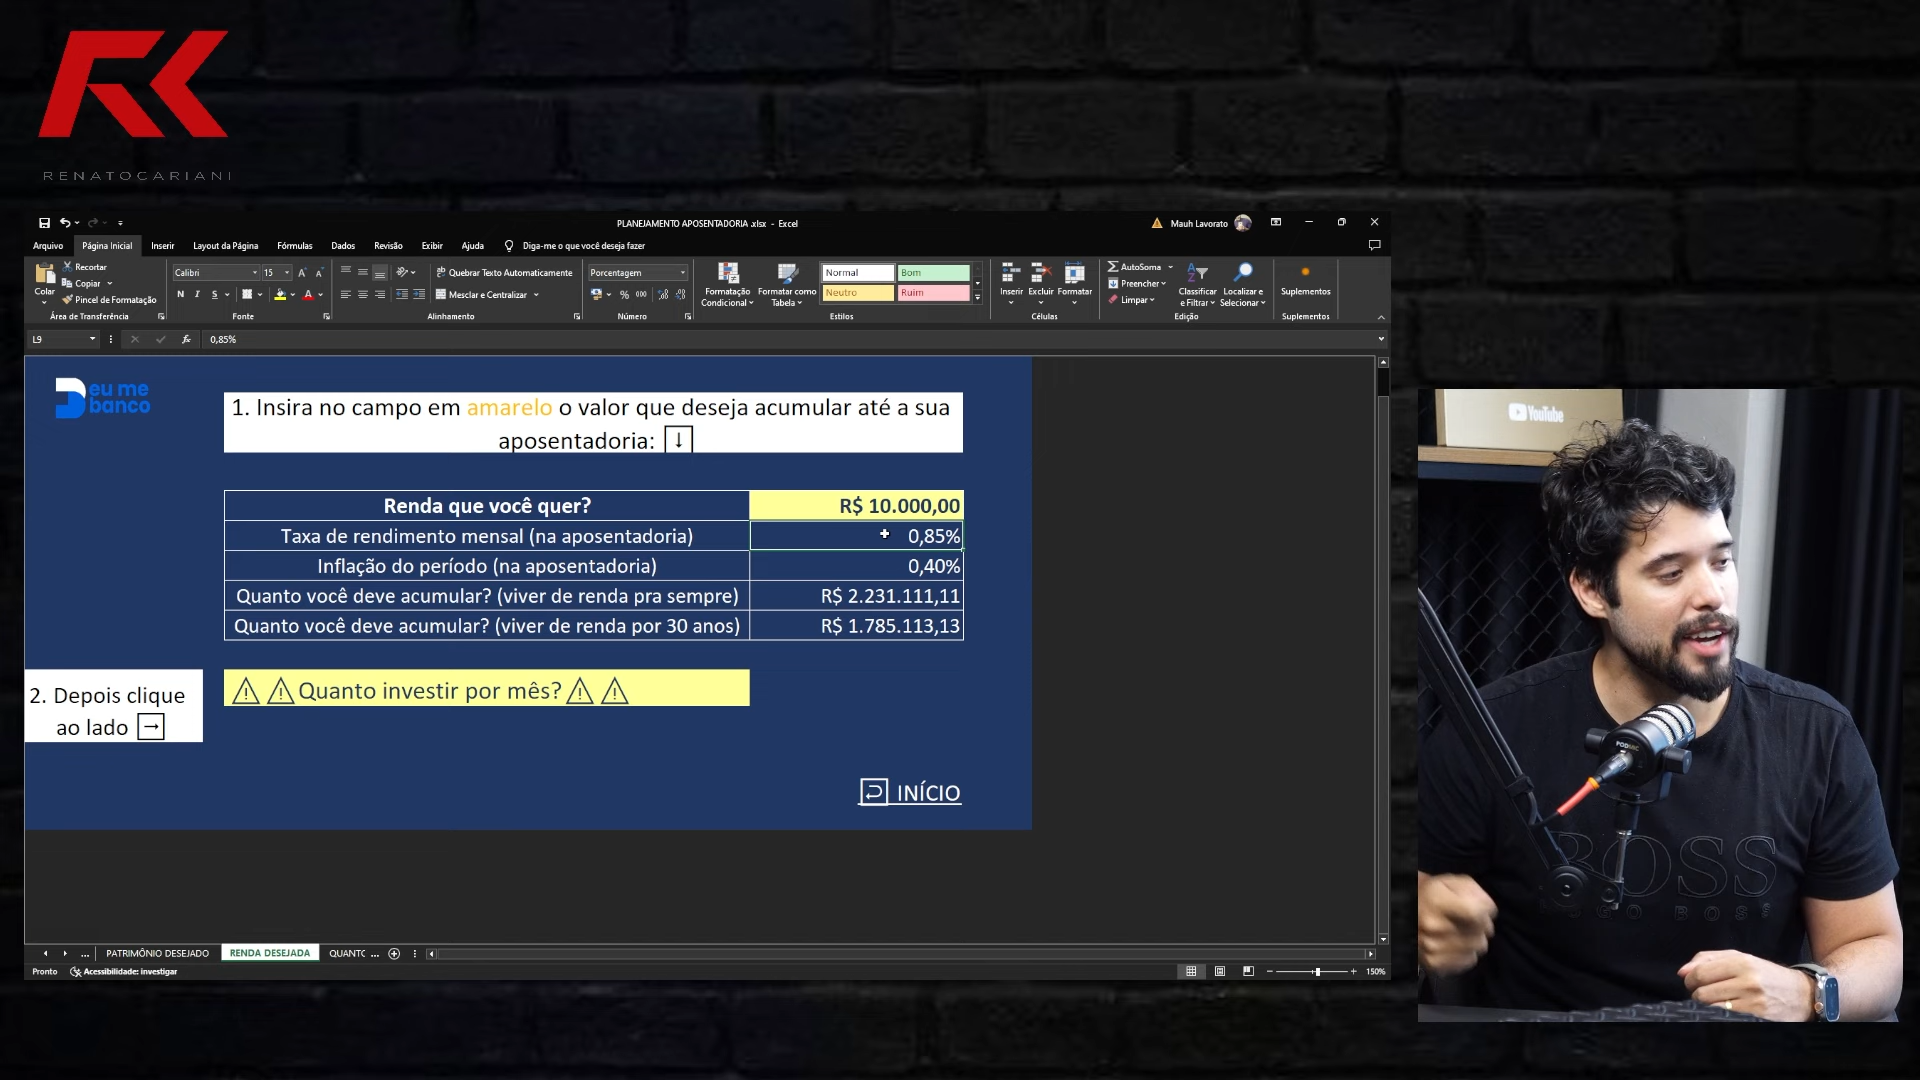 RENATOCARIANI
PLANEJAMENTO APOSENTADORIA .xlsx - Excel
Mauh Lavorato
Arquivo
Página Inicial
Inserir
Layout da Página
Fórmulas
Dados
Revisão
Exibir
Ajuda
Diga-me o que você deseja fazer
Colar
Recortar
Copiar
Pincel de Formatação
Área de Transferência
Calibri
15
N I S
Fonte
Quebrar Texto Automaticamente
Mesclar e Centralizar
Alinhamento
Porcentagem
% 000
Número
Formatação
Condicional
Formatar como
Tabela
Normal
Bom
Neutro
Ruim
Estilos
Inserir
Excluir
Formatar
Células
AutoSoma
Preencher
Limpar
Classificar
e Filtrar
Localizar e
Selecionar
Edição
Suplementos
Suplementos
L9
fx
0,85%
eu me
banco
1. Insira no campo em amarelo o valor que deseja acumular até a sua
aposentadoria: ↓
Renda que você quer? R$ 10.000,00
Taxa de rendimento mensal (na aposentadoria) 0,85%
Inflação do período (na aposentadoria) 0,40%
Quanto você deve acumular? (viver de renda pra sempre) R$ 2.231.111,11
Quanto você deve acumular? (viver de renda por 30 anos) R$ 1.785.113,13
2. Depois clique
ao lado →
⚠ ⚠ Quanto investir por mês? ⚠ ⚠
INÍCIO
... PATRIMÔNIO DESEJADO
RENDA DESEJADA
QUANTC ...
Pronto
Acessibilidade: investigar
150%
YouTube
PODMIC
BOSS
HUGO BOSS